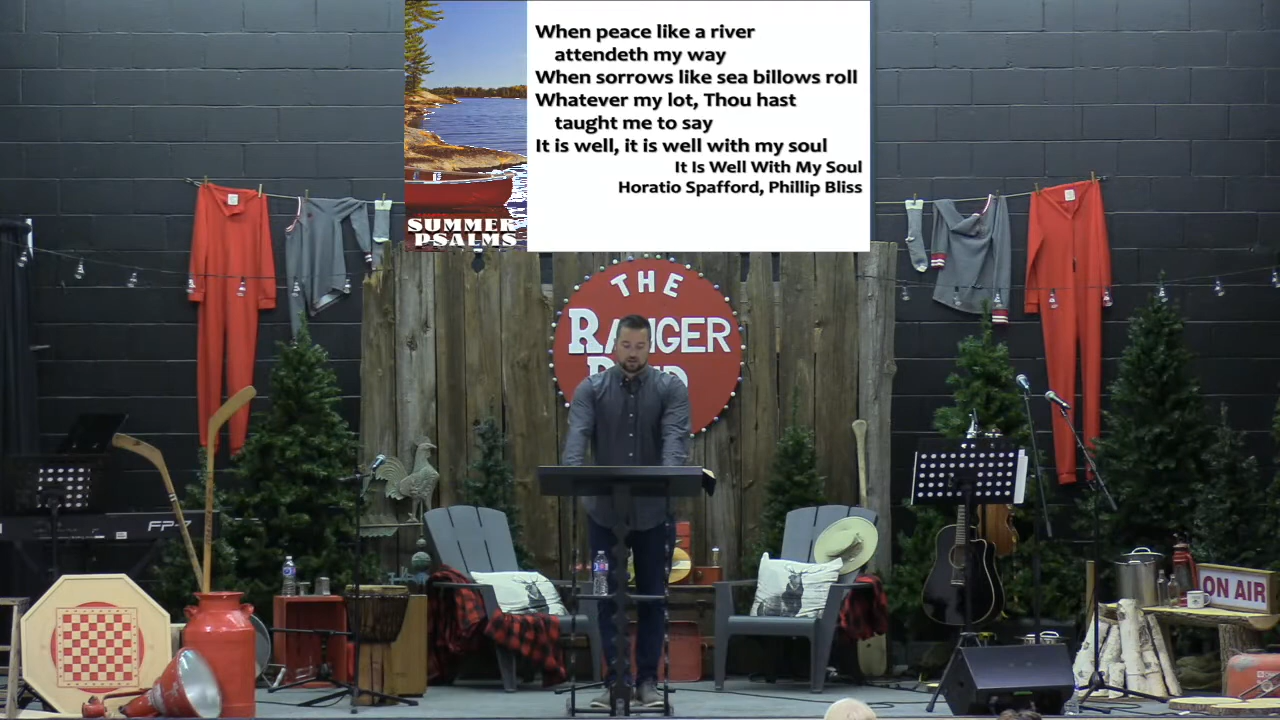 When peace like a river
attendeth my way
When sorrows like sea billows roll
Whatever my lot, Thou hast
taught me to say
It is well, it is well with my soul
It Is Well With My Soul
Horatio Spafford, Phillip Bliss
SUMMER
PSALMS
THE
RANGER
FP-7
ON AIR